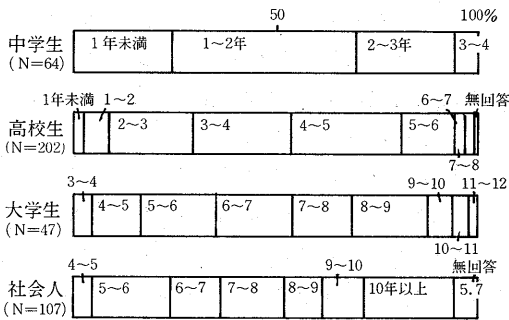 50 100%
中学生 1年未満 1～2年 2～3年 3～4
(N=64)
1年未満 1～2 6～7 無回答
高校生 2～3 3～4 4～5 5～6
(N=202) 7～8
3～4 9～10 11～12
大学生 4～5 5～6 6～7 7～8 8～9
(N=47) 10～11
4～5 9～10 無回答
社会人 5～6 6～7 7～8 8～9 10年以上 5.7
(N=107)